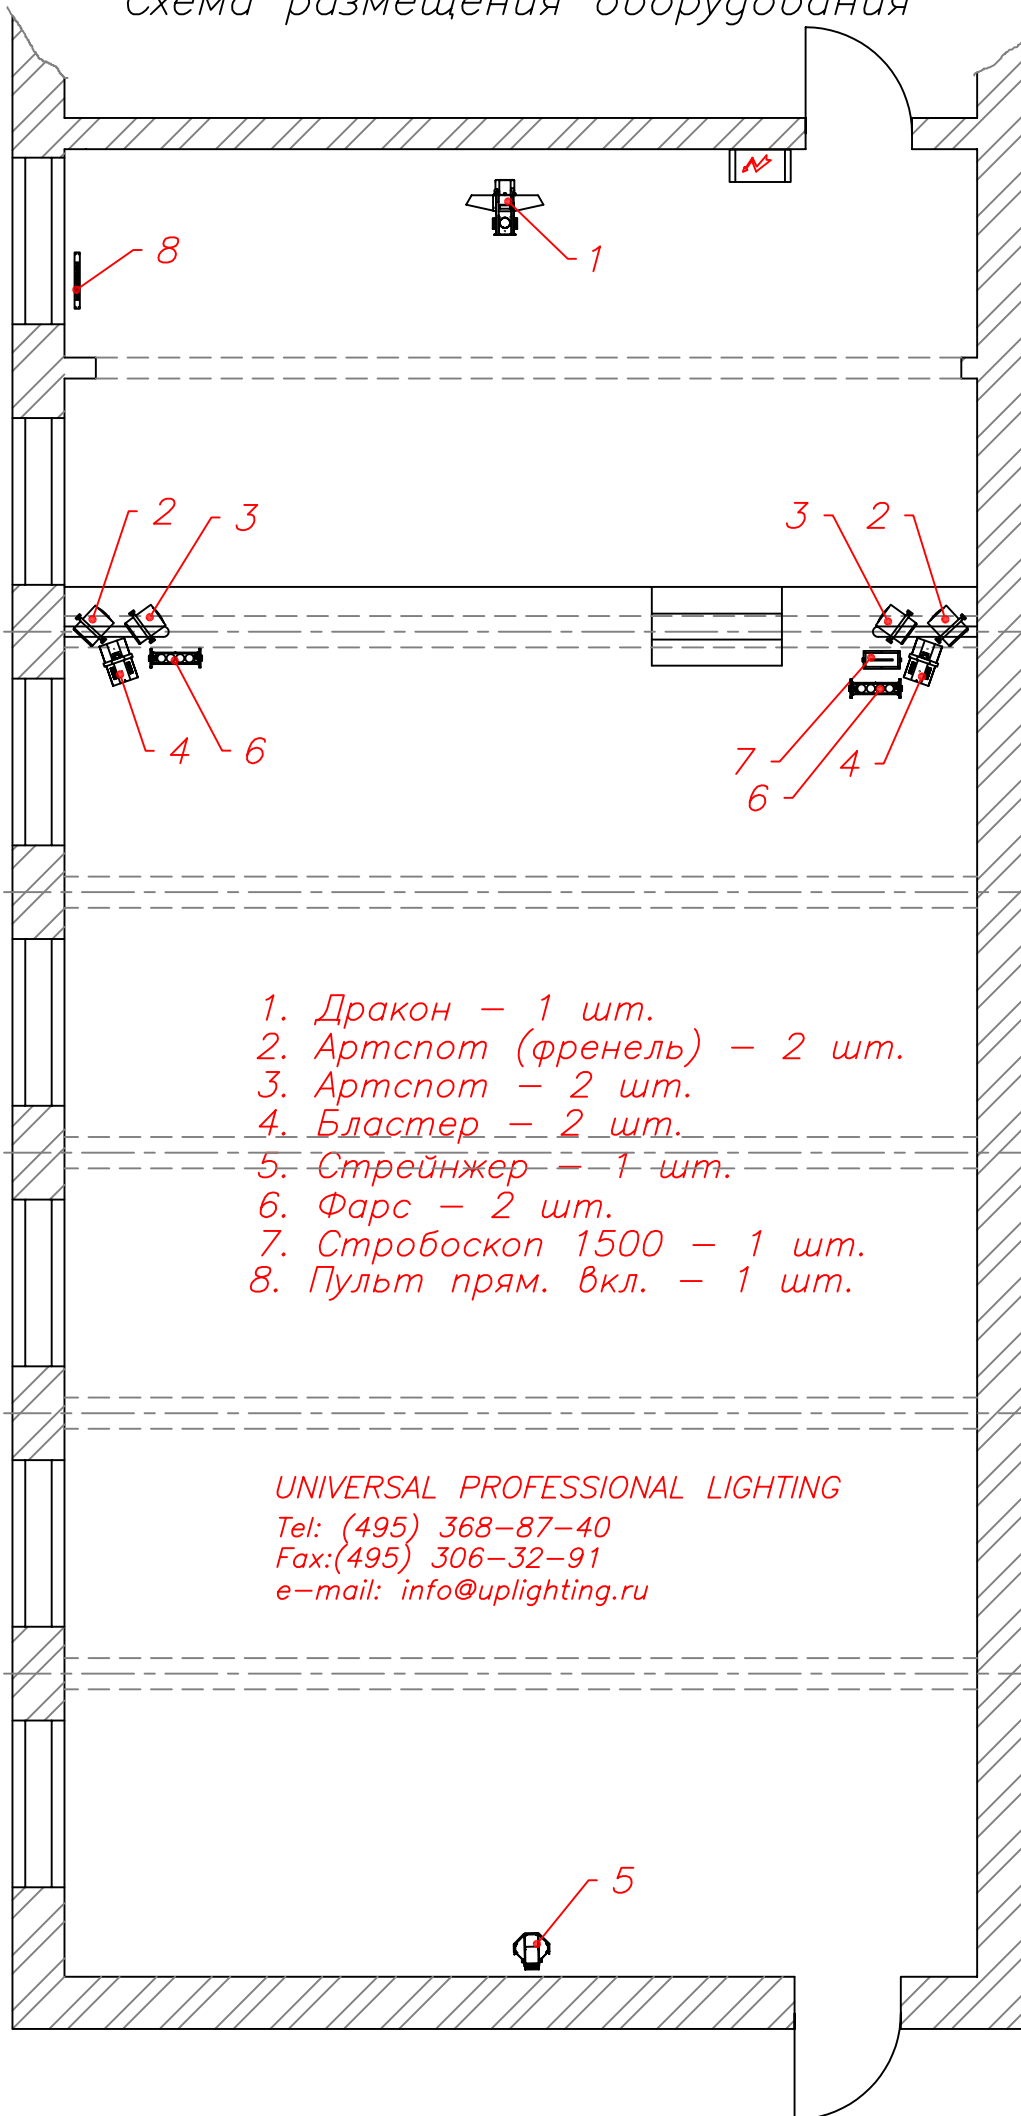 Схема размещения оборудования
1
8
2
3
3
2
4
6
7
4
6
1. Дракон – 1 шт.
2. Артспот (френель) – 2 шт.
3. Артспот – 2 шт.
4. Бластер – 2 шт.
5. Стрейнжер – 1 шт.
6. Фарс – 2 шт.
7. Стробоскоп 1500 – 1 шт.
8. Пульт прям. вкл. – 1 шт.
UNIVERSAL PROFESSIONAL LIGHTING
Tel: (495) 368–87–40
Fax:(495) 306–32–91
e–mail: info@uplighting.ru
5